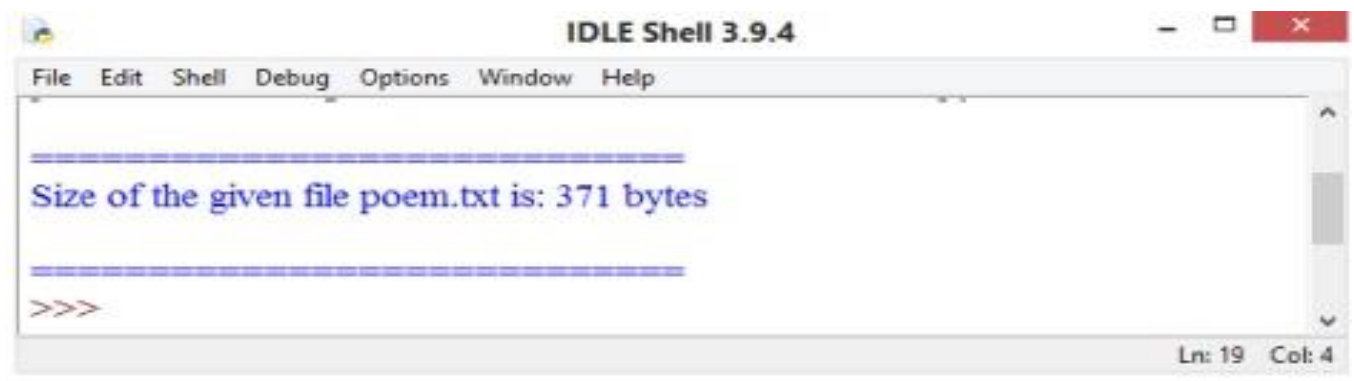 IDLE Shell 3.9.4
File Edit Shell Debug Options Window Help
==============================
Size of the given file poem.txt is: 371 bytes
==============================
>>>
Ln: 19 Col: 4